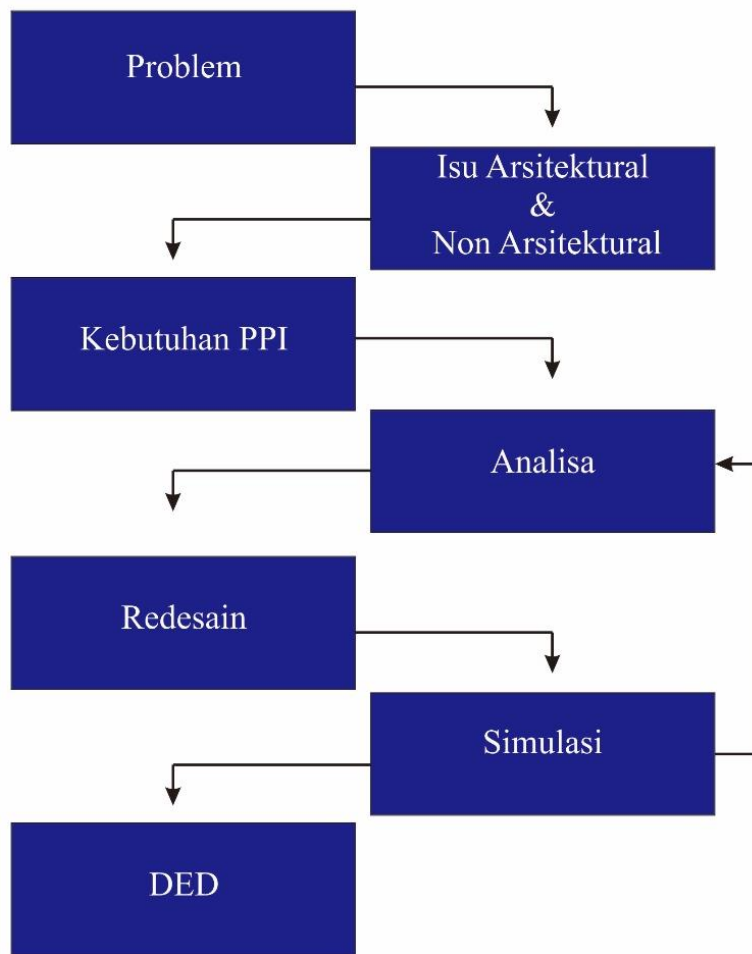 Problem
Isu Arsitektural
&
Non Arsitektural
Kebutuhan PPI
Analisa
Redesain
Simulasi
DED